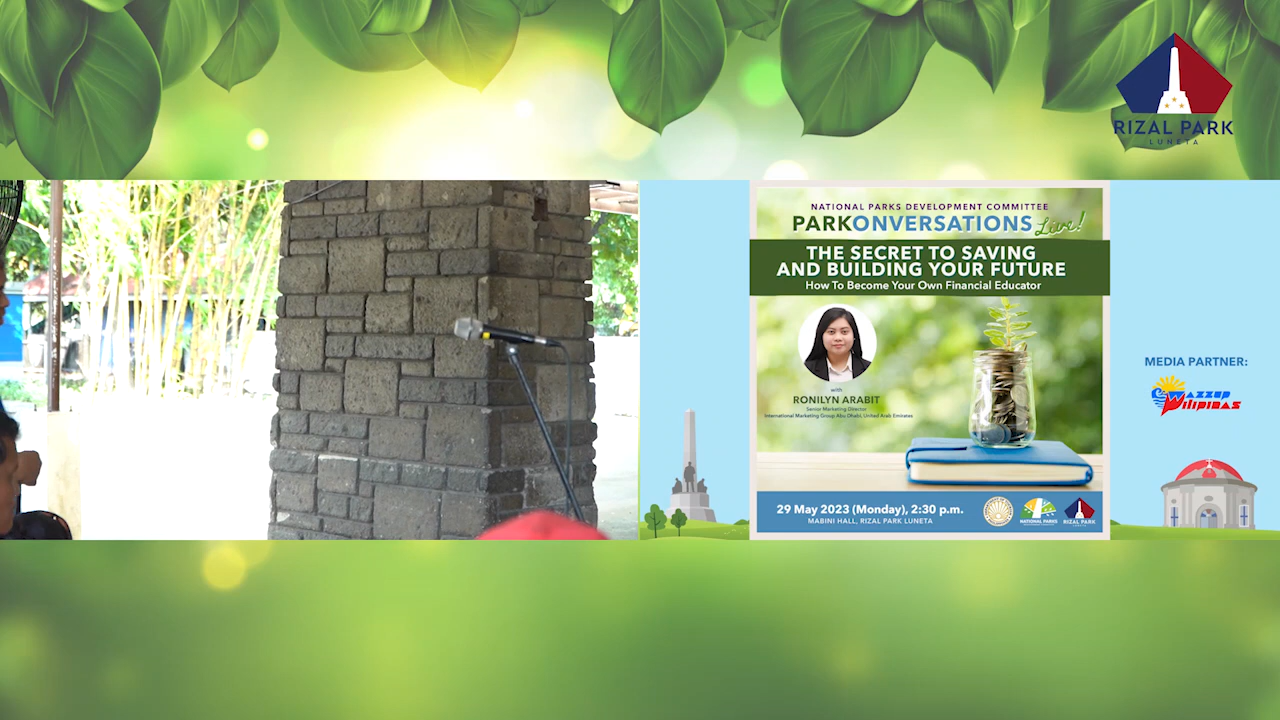 RIZAL PARK
LUNETA
NATIONAL PARKS DEVELOPMENT COMMITTEE
PARKONVERSATIONS Live!
THE SECRET TO SAVING
AND BUILDING YOUR FUTURE
How To Become Your Own Financial Educator
with
RONILYN ARABIT
Senior Marketing Director
International Marketing Group Abu Dhabi, United Arab Emirates
MEDIA PARTNER:
Wazzup
Pilipinas
29 May 2023 (Monday), 2:30 p.m.
MABINI HALL, RIZAL PARK LUNETA
NATIONAL PARKS
RIZAL PARK
LUNETA